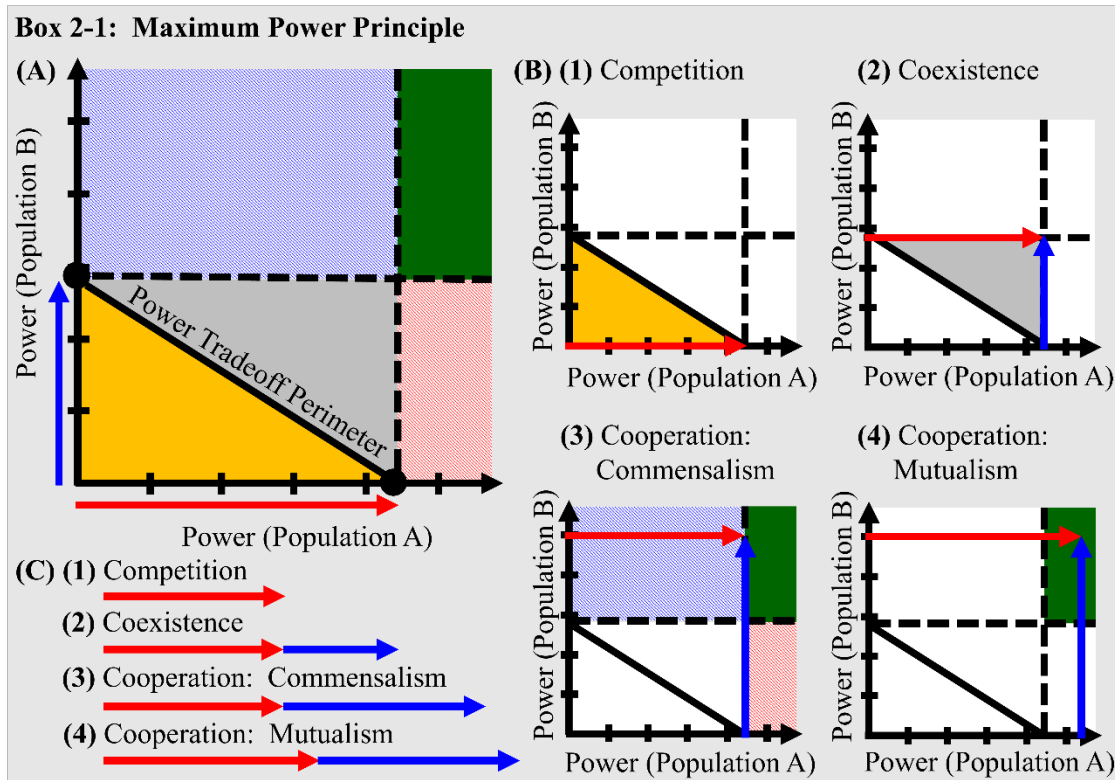 Box 2-1: Maximum Power Principle
(A)
Power (Population B)
Power Tradeoff Perimeter
Power (Population A)
(B) (1) Competition
Power (Population B)
Power (Population A)
(2) Coexistence
Power (Population B)
Power (Population A)
(3) Cooperation:
Commensalism
Power (Population B)
Power (Population A)
(4) Cooperation:
Mutualism
Power (Population B)
Power (Population A)
(C) (1) Competition
(2) Coexistence
(3) Cooperation: Commensalism
(4) Cooperation: Mutualism